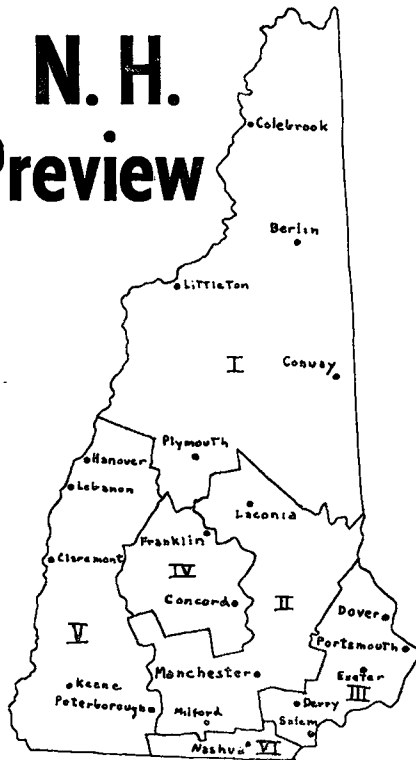 N. H.
Preview
Colebrook
Berlin
Littleton
I
Conway
Plymouth
Hanover
Lebanon
Laconia
Franklin
Claremont
IV
Concord
II
V
Dover
Portsmouth
Manchester
Exeter
Keene
III
Peterborough
Derry
Milford
Salem
Nashua
VI